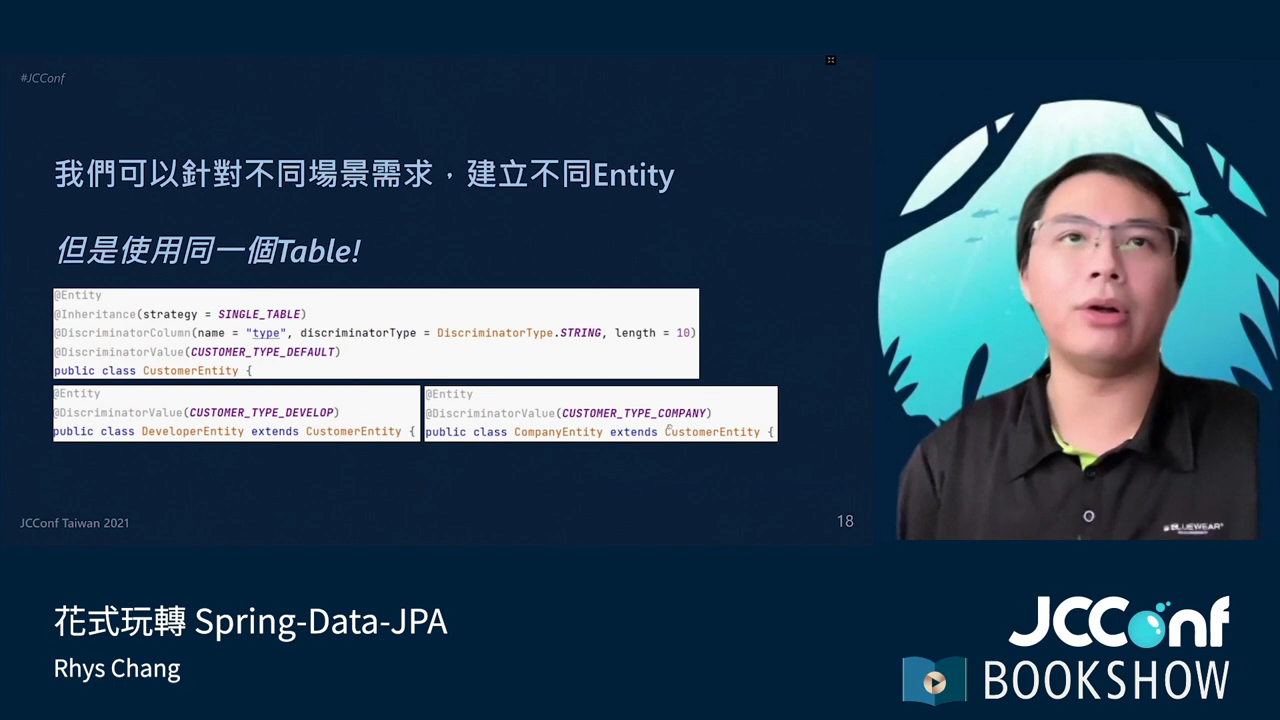 #JCConf
我們可以針對不同場景需求，建立不同Entity
但是使用同一個Table!
@Entity
@Inheritance(strategy = SINGLE_TABLE)
@DiscriminatorColumn(name = "type", discriminatorType = DiscriminatorType.STRING, length = 10)
@DiscriminatorValue(CUSTOMER_TYPE_DEFAULT)
public class CustomerEntity {
@Entity
@DiscriminatorValue(CUSTOMER_TYPE_DEVELOP)
public class DeveloperEntity extends CustomerEntity {
@Entity
@DiscriminatorValue(CUSTOMER_TYPE_COMPANY)
public class CompanyEntity extends CustomerEntity {
JCConf Taiwan 2021
18
BLUEWEAR
花式玩轉 Spring-Data-JPA
Rhys Chang
JCConf
BOOKSHOW